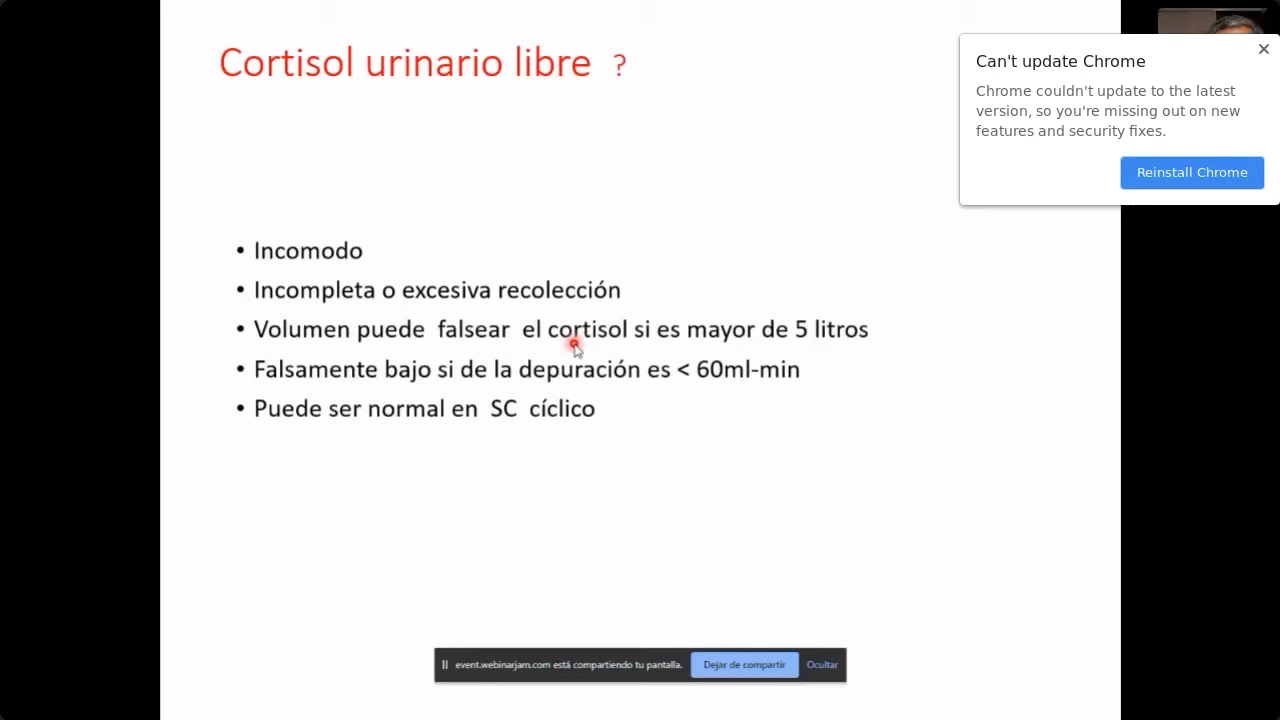 Cortisol urinario libre ?
Can't update Chrome
Chrome couldn't update to the latest
version, so you're missing out on new
features and security fixes.
Reinstall Chrome
• Incomodo
• Incompleta o excesiva recolección
• Volumen puede falsear el cortisol si es mayor de 5 litros
• Falsamente bajo si de la depuración es < 60ml-min
• Puede ser normal en SC cíclico
event.webinarjam.com está compartiendo tu pantalla. Dejar de compartir Ocultar